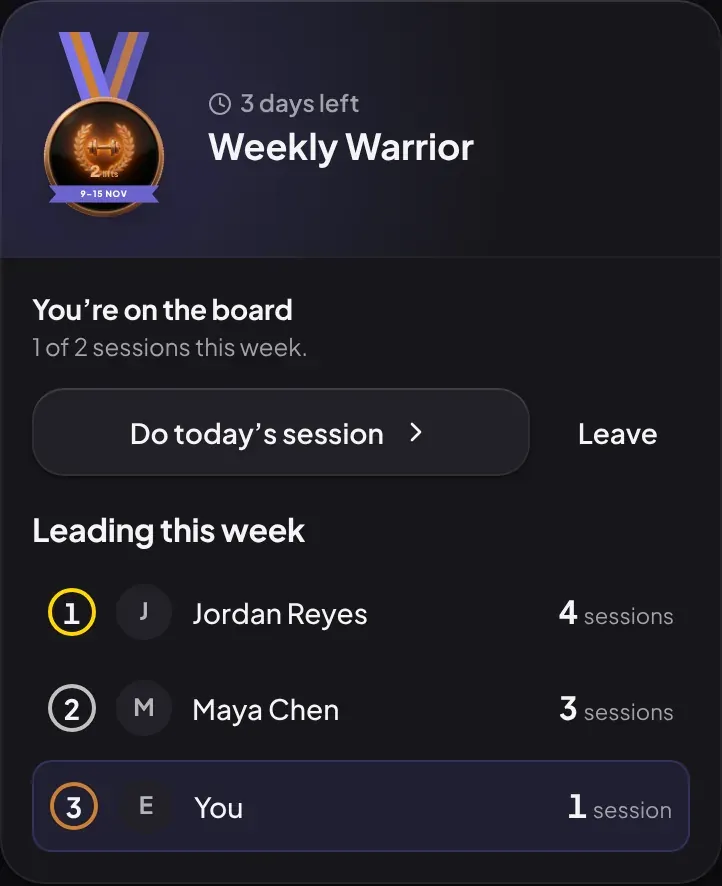 3 days left
Weekly Warrior
2 lifts
9–15 NOV
You’re on the board
1 of 2 sessions this week.
Do today’s session
Leave
Leading this week
1 J Jordan Reyes 4 sessions
2 M Maya Chen 3 sessions
3 E You 1 session